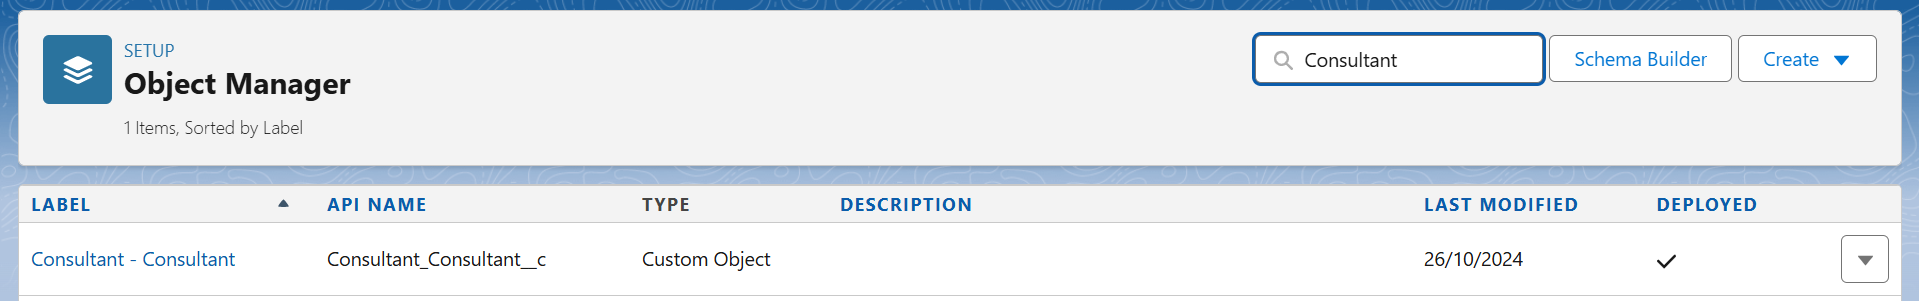 SETUP
Object Manager
1 Items, Sorted by Label
Consultant
Schema Builder
Create
LABEL API NAME TYPE DESCRIPTION LAST MODIFIED DEPLOYED
Consultant - Consultant Consultant_Consultant__c Custom Object 26/10/2024